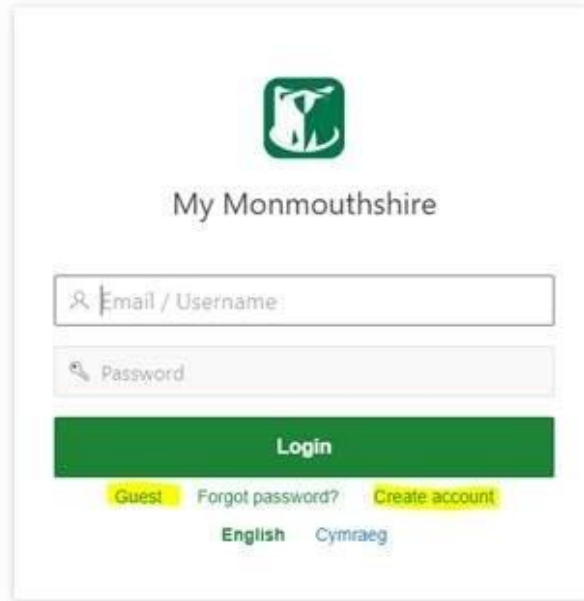 My Monmouthshire
Email / Username
Password
Login
Guest Forgot password? Create account
English Cymraeg